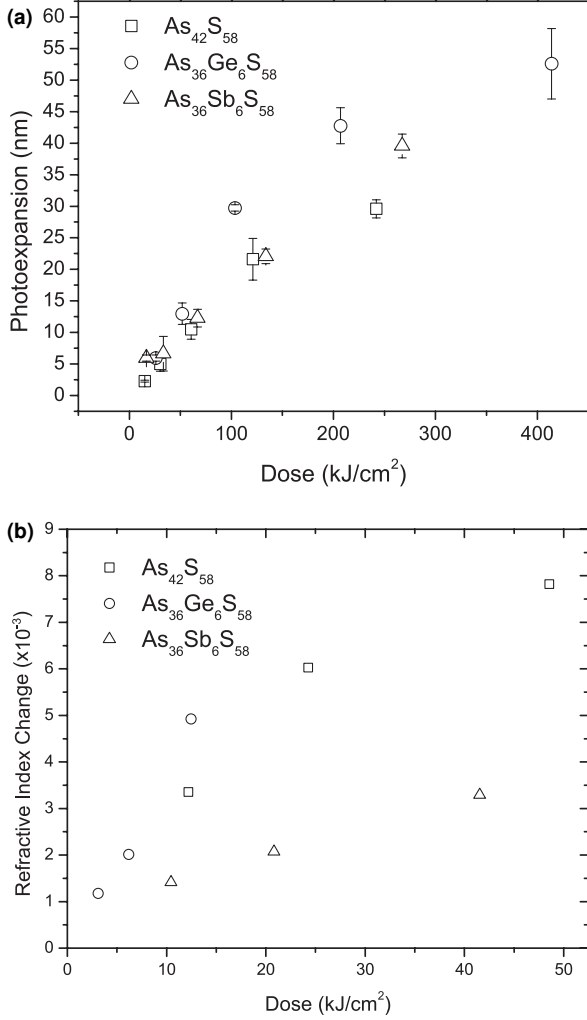 (a)
60
55
50
45
40
35
30
25
20
15
10
5
0
Photoexpansion (nm)
As₄₂S₅₈
As₃₆Ge₆S₅₈
As₃₆Sb₆S₅₈
0 100 200 300 400
Dose (kJ/cm²)
(b)
9
8
7
6
5
4
3
2
1
0
Refractive Index Change (x10⁻³)
As₄₂S₅₈
As₃₆Ge₆S₅₈
As₃₆Sb₆S₅₈
0 10 20 30 40 50
Dose (kJ/cm²)